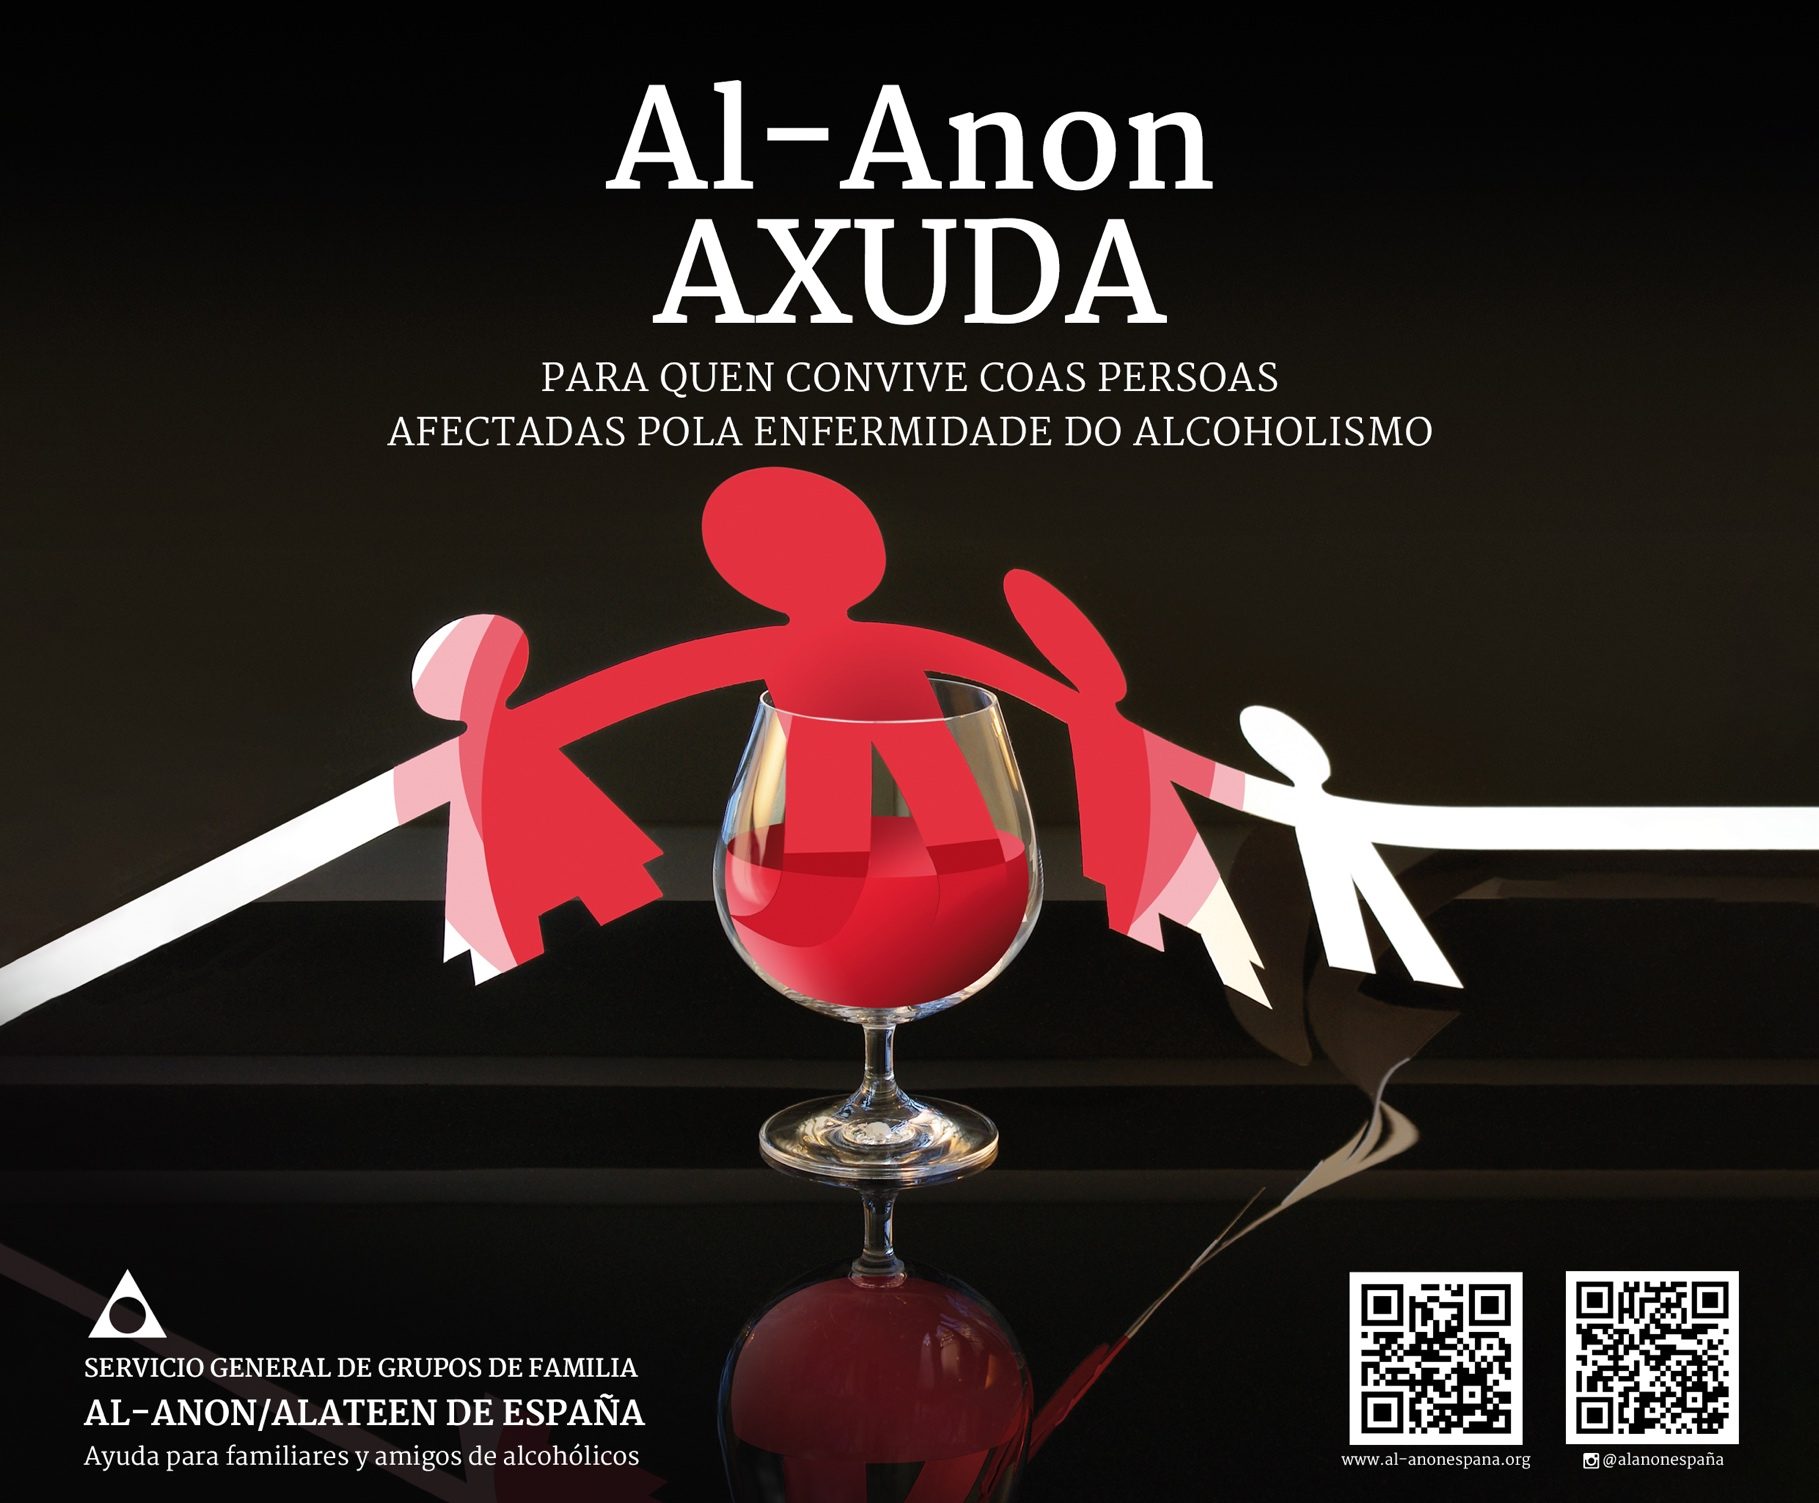 Al-Anon
AXUDA
PARA QUEN CONVIVE COAS PERSOAS
AFECTADAS POLA ENFERMIDADE DO ALCOHOLISMO
SERVICIO GENERAL DE GRUPOS DE FAMILIA
AL-ANON/ALATEEN DE ESPAÑA
Ayuda para familiares y amigos de alcohólicos
www.al-anonespana.org
@alanonespaña